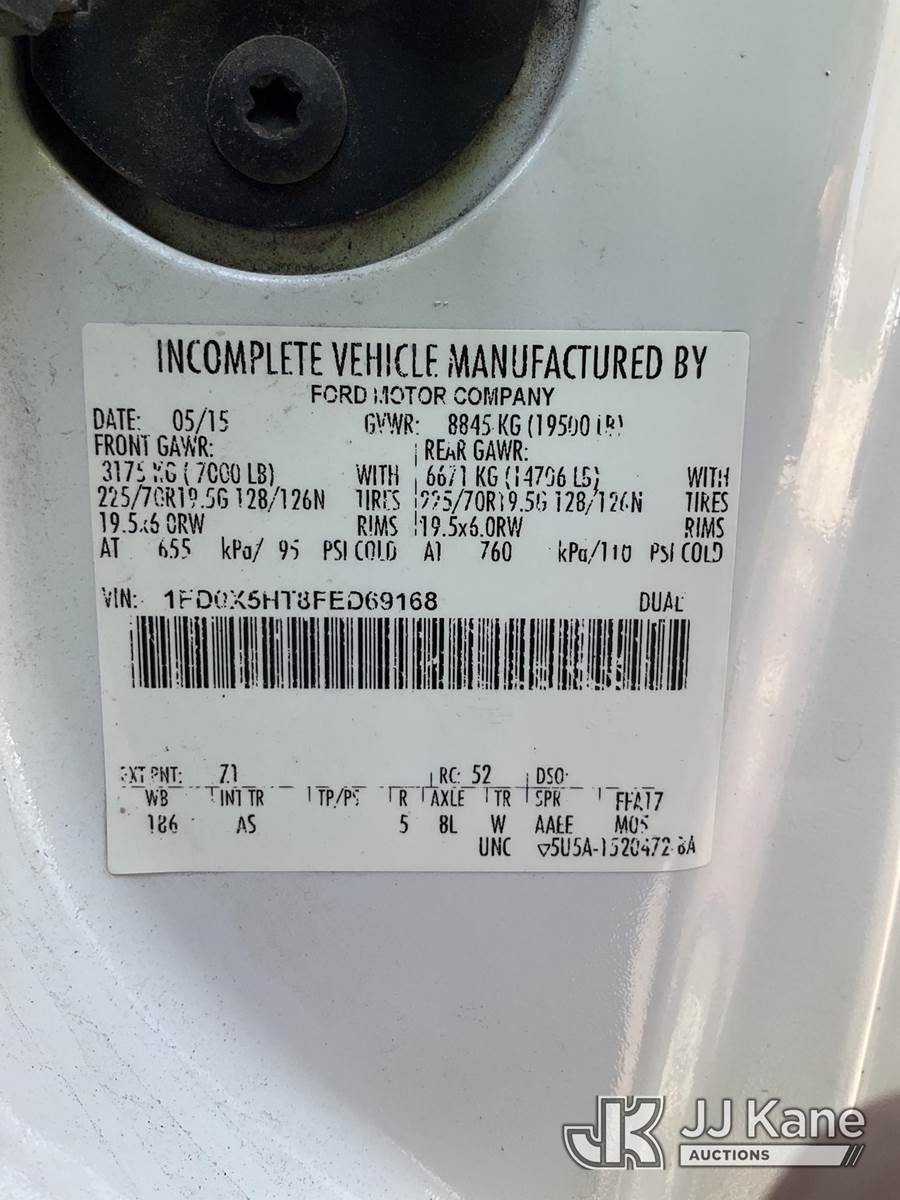 INCOMPLETE VEHICLE MANUFACTURED BY
FORD MOTOR COMPANY
DATE: 05/15 GVWR: 8845 KG (19500 LB)
FRONT GAWR: REAR GAWR:
3175 KG (7000 LB) WITH 6671 KG (14706 LB) WITH
225/70R19.5G 128/126N TIRES 225/70R19.5G 128/126N TIRES
19.5x6.0RW RIMS 19.5x6.0RW RIMS
AT 655 kPa/ 95 PSI COLD AT 760 kPa/110 PSI COLD
VIN: 1FD0X5HT8FED69168 DUAL
EXT PNT: Z1 RC: 52 DSO:
WB INT TR TP/PS R AXLE TR SPR FFA17
186 AS 5 8L W AAEE MOS
UNC ▽5U5A-1520472-BA
JJK JJ Kane
AUCTIONS